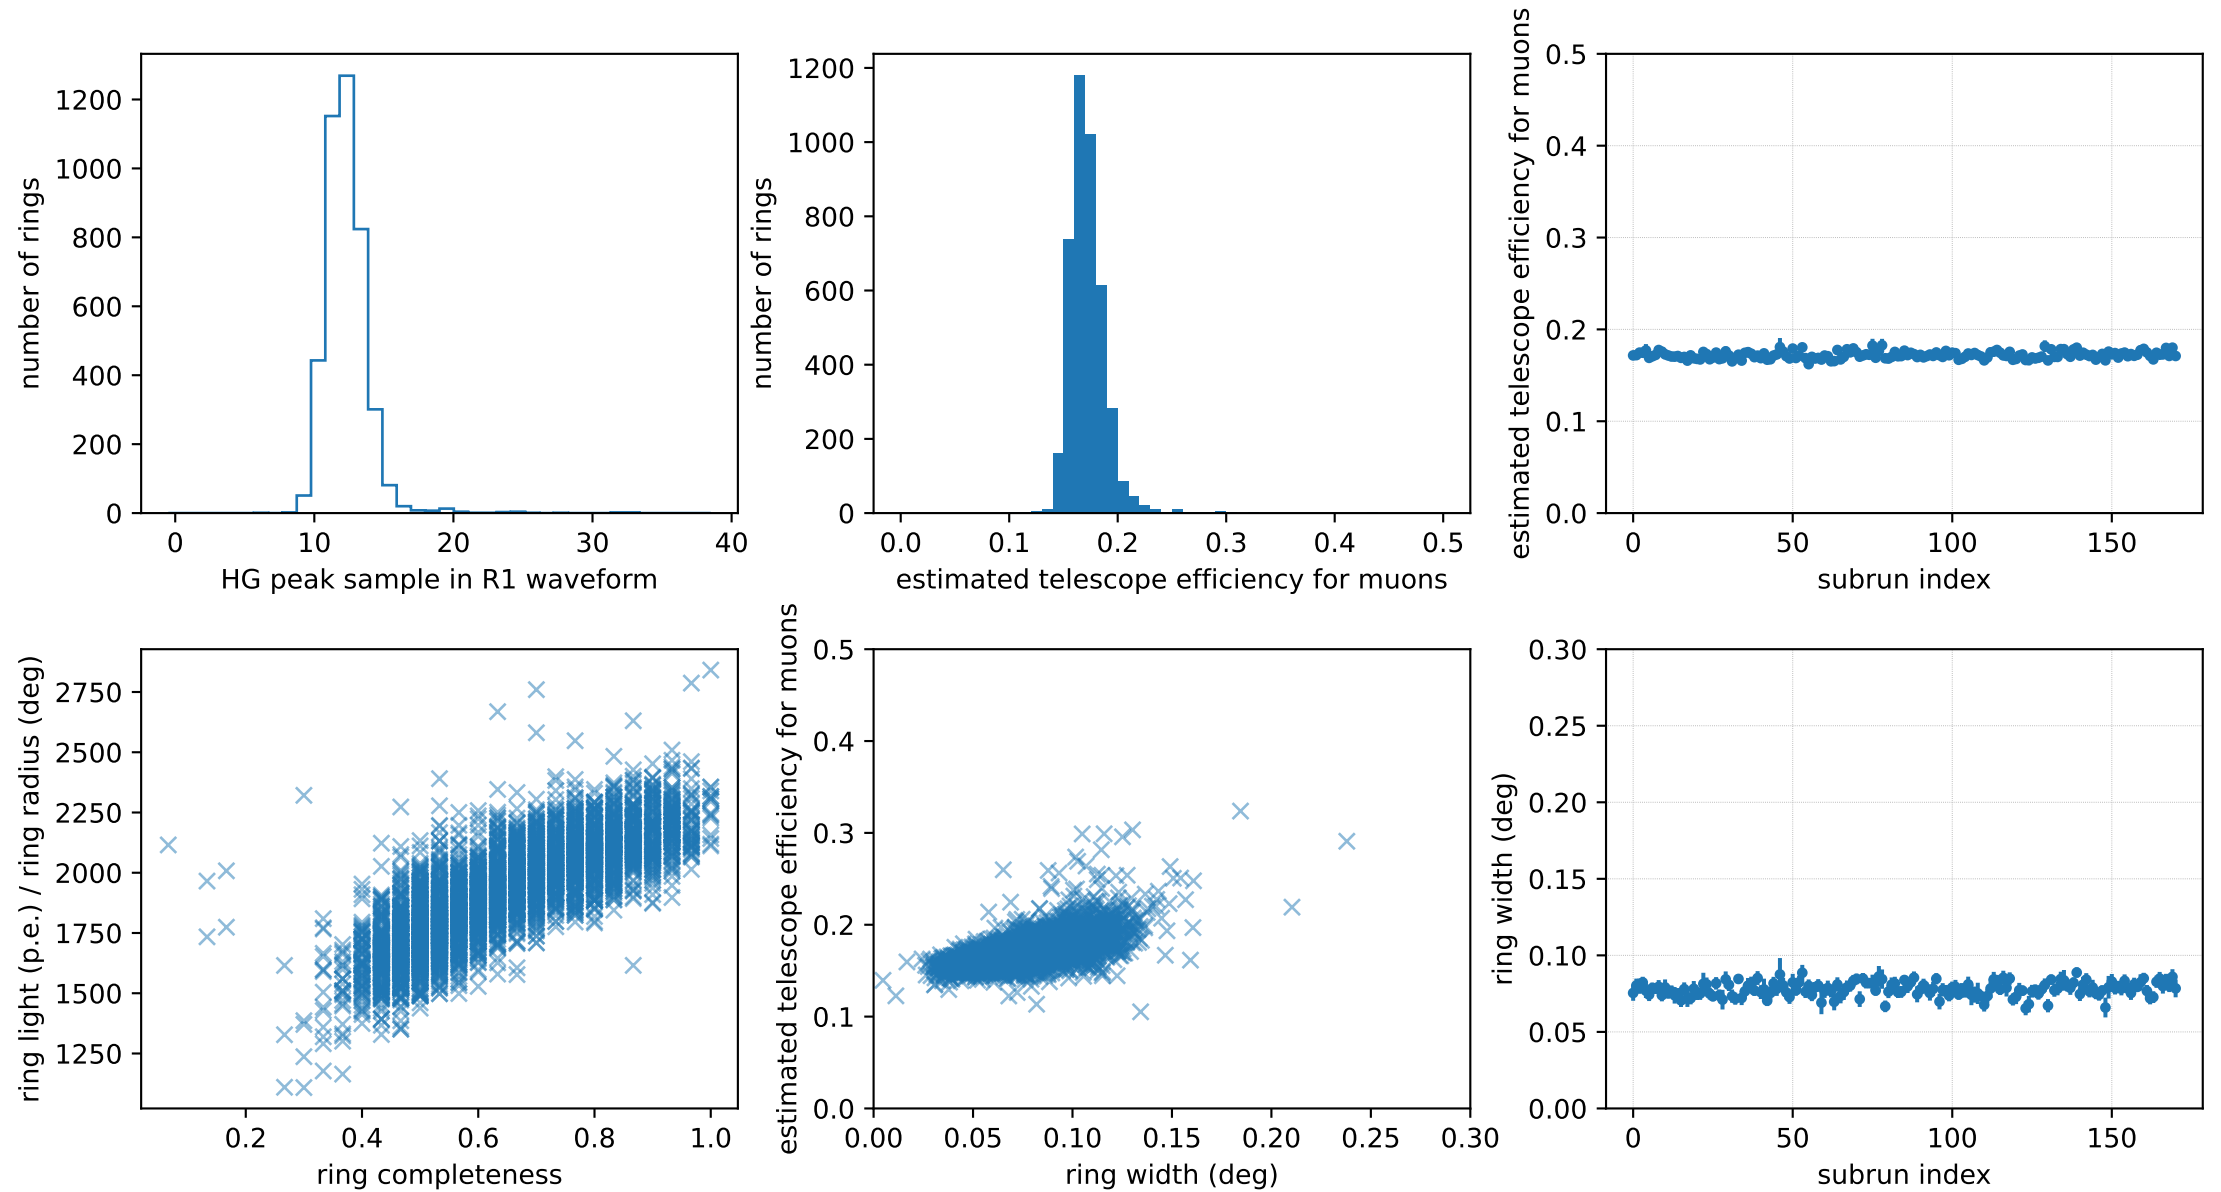 1200
1000
800
600
400
200
0
number of rings
0 10 20 30 40
HG peak sample in R1 waveform
1200
1000
800
600
400
200
0
number of rings
0.0 0.1 0.2 0.3 0.4 0.5
estimated telescope efficiency for muons
0.5
0.4
0.3
0.2
0.1
0.0
estimated telescope efficiency for muons
0 50 100 150
subrun index
2750
2500
2250
2000
1750
1500
1250
ring light (p.e.) / ring radius (deg)
0.2 0.4 0.6 0.8 1.0
ring completeness
0.5
0.4
0.3
0.2
0.1
0.0
estimated telescope efficiency for muons
0.00 0.05 0.10 0.15 0.20 0.25 0.30
ring width (deg)
0.30
0.25
0.20
0.15
0.10
0.05
0.00
ring width (deg)
0 50 100 150
subrun index